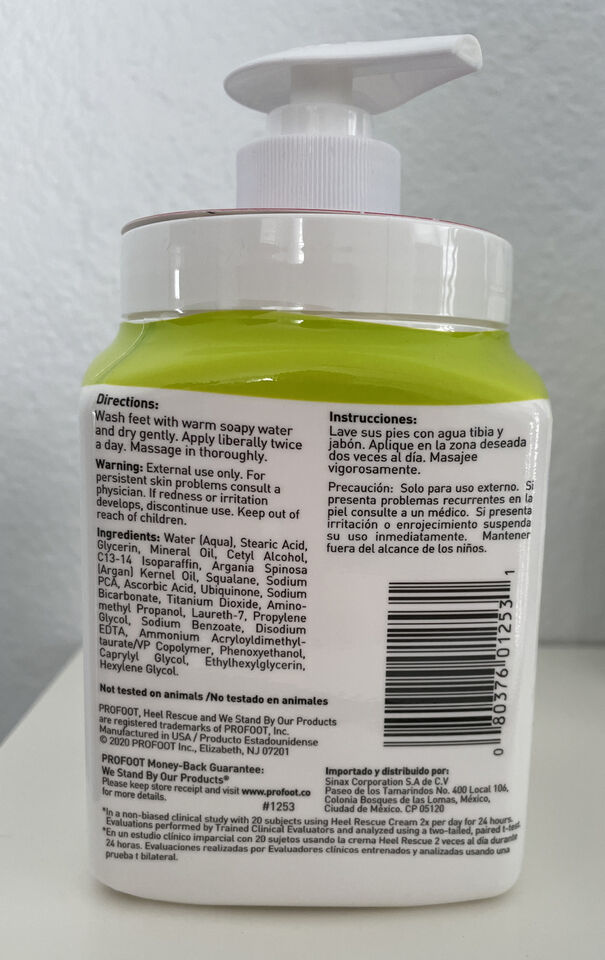 Directions:
Wash feet with warm soapy water
and dry gently. Apply liberally twice
a day. Massage in thoroughly.
Warning: External use only. For
persistent skin problems consult a
physician. If redness or irritation
develops, discontinue use. Keep out of
reach of children.
Ingredients: Water (Aqua), Stearic Acid,
Glycerin, Mineral Oil, Cetyl Alcohol,
C13-14 Isoparaffin, Argania Spinosa
(Argan) Kernel Oil, Squalane, Sodium
PCA, Ascorbic Acid, Ubiquinone, Sodium
Bicarbonate, Titanium Dioxide, Amino-
methyl Propanol, Laureth-7, Propylene
Glycol, Sodium Benzoate, Disodium
EDTA, Ammonium Acryloyldimethyl-
taurate/VP Copolymer, Phenoxyethanol,
Caprylyl Glycol, Ethylhexylglycerin,
Hexylene Glycol.
Instrucciones:
Lave sus pies con agua tibia y
jabón. Aplique en la zona deseada
dos veces al día. Masajee
vigorosamente.
Precaución: Solo para uso externo. Si
presenta problemas recurrentes en la
piel consulte a un médico. Si presenta
irritación o enrojecimiento suspenda
su uso inmediatamente. Mantener
fuera del alcance de los niños.
0 80376 01253 1
Not tested on animals /No testado en animales
PROFOOT, Heel Rescue and We Stand By Our Products
are registered trademarks of PROFOOT, Inc.
Manufactured in USA / Producto Estadounidense
© 2020 PROFOOT Inc., Elizabeth, NJ 07201
PROFOOT Money-Back Guarantee:
We Stand By Our Products®
Please keep store receipt and visit www.profoot.co
for more details.
#1253
Importado y distribuido por:
Sinax Corporation S.A de C.V
Paseo de los Tamarindos No. 400 Local 106,
Colonia Bosques de las Lomas, México,
Ciudad de México. CP 05120
*In a non-biased clinical study with 20 subjects using Heel Rescue Cream 2x per day for 24 hours.
Evaluations performed by Trained Clinical Evaluators and analyzed using a two-tailed, paired t-test.
*En un estudio clínico imparcial con 20 sujetos usando la crema Heel Rescue 2 veces al día durante
24 horas. Evaluaciones realizadas por Evaluadores clínicos entrenados y analizadas usando una
prueba t bilateral.